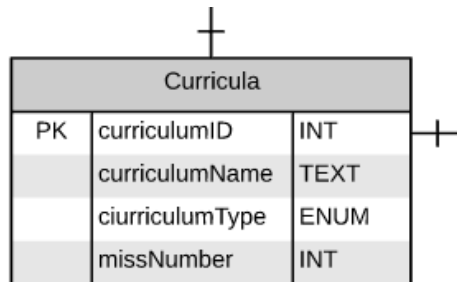 Curricula
PK curriculumID INT
curriculumName TEXT
ciurriculumType ENUM
missNumber INT